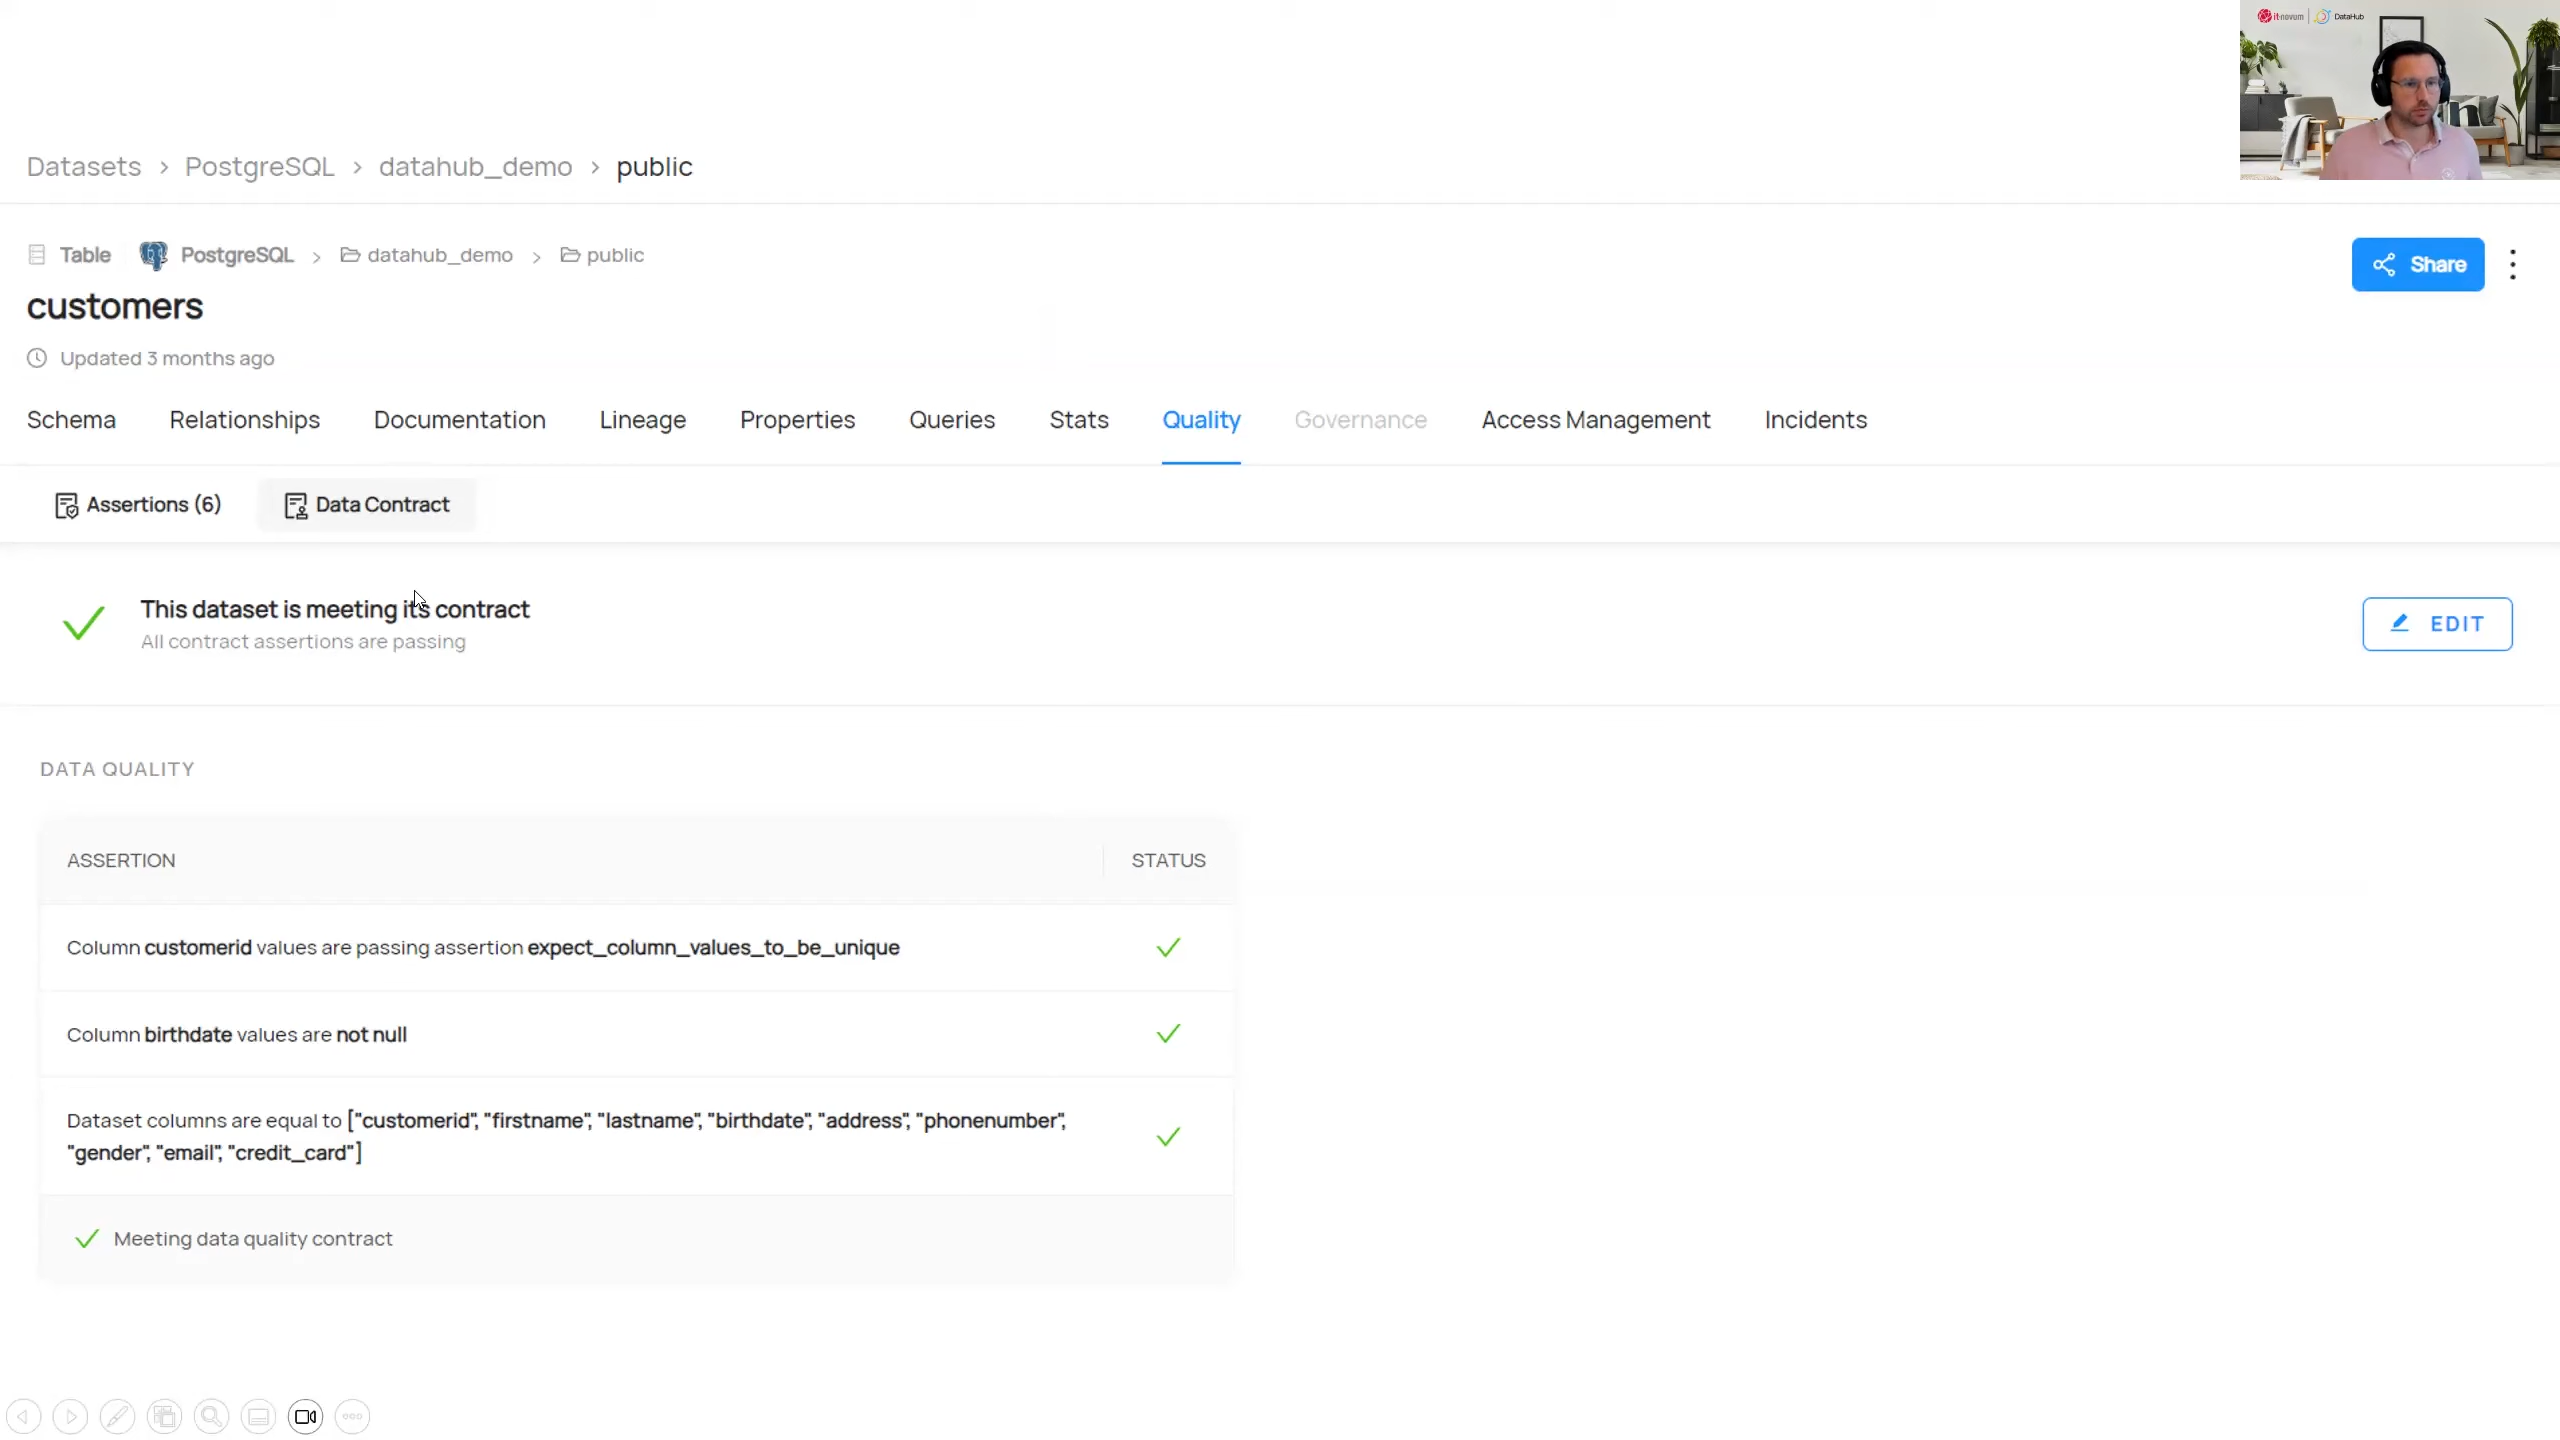 it-novum | DataHub
Datasets > PostgreSQL > datahub_demo > public
Table PostgreSQL > datahub_demo > public
Share
customers
Updated 3 months ago
Schema Relationships Documentation Lineage Properties Queries Stats Quality Governance Access Management Incidents
Assertions (6) Data Contract
This dataset is meeting its contract
All contract assertions are passing
EDIT
DATA QUALITY
ASSERTION STATUS
Column customerid values are passing assertion expect_column_values_to_be_unique
Column birthdate values are not null
Dataset columns are equal to ["customerid", "firstname", "lastname", "birthdate", "address", "phonenumber",
"gender", "email", "credit_card"]
Meeting data quality contract